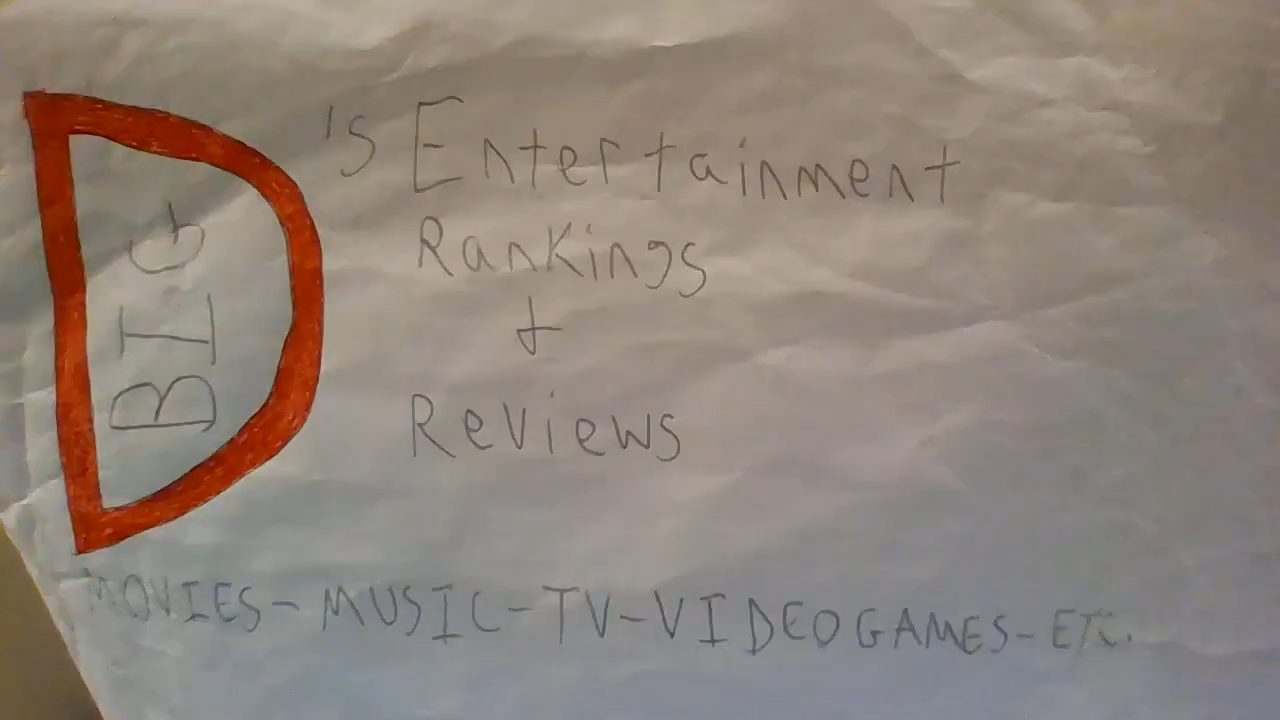 BIG D's Entertainment
Rankings
+
Reviews
MOVIES-MUSIC-TV-VIDEOGAMES-ETC.